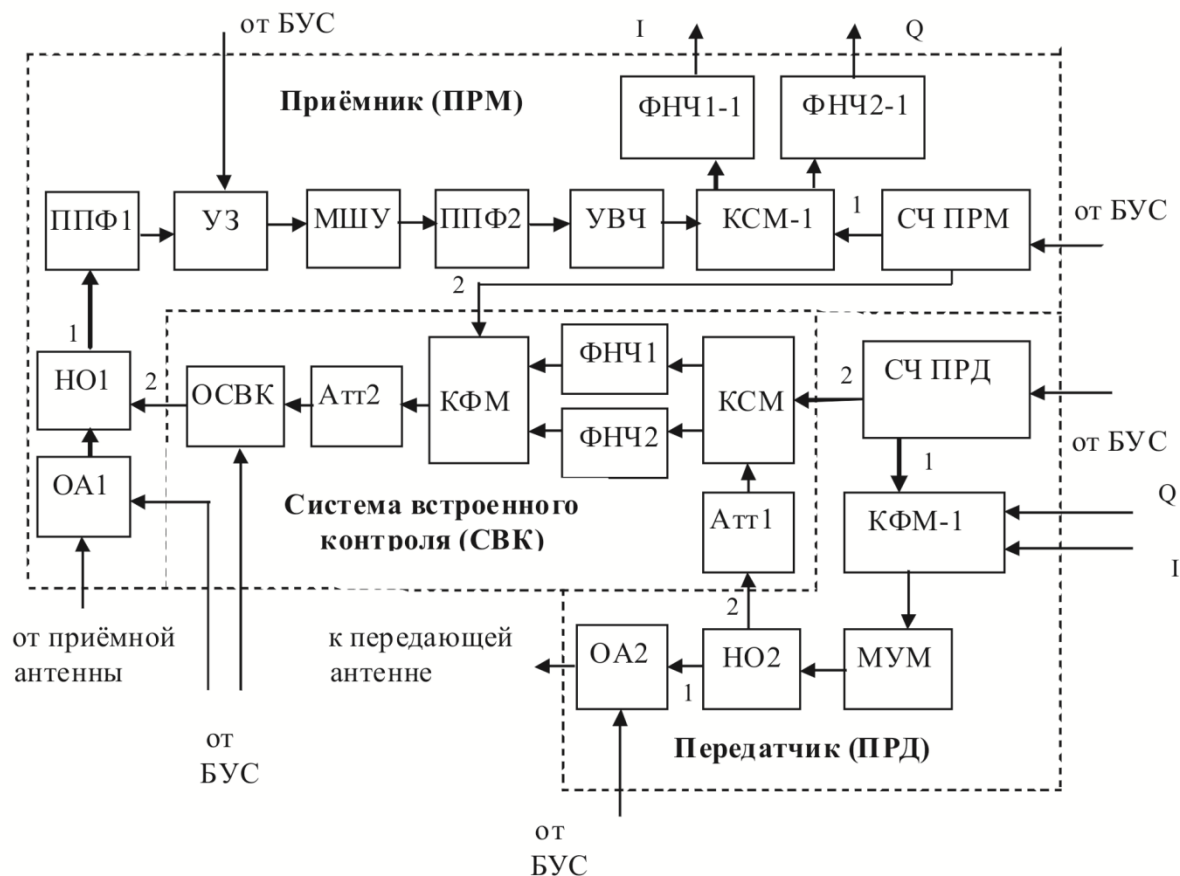 от БУС
I
Q
Приёмник (ПРМ)
ФНЧ1-1
ФНЧ2-1
ППФ1
УЗ
МШУ
ППФ2
УВЧ
КСМ-1
1
СЧ ПРМ
от БУС
2
1
НО1
2
ОСВК
Атт2
КФМ
ФНЧ1
ФНЧ2
КСМ
2
СЧ ПРД
от БУС
1
ОА1
Система встроенного
контроля (СВК)
Атт1
КФМ-1
Q
I
2
от приёмной
антенны
к передающей
антенне
ОА2
1
НО2
МУМ
от
БУС
Передатчик (ПРД)
от
БУС